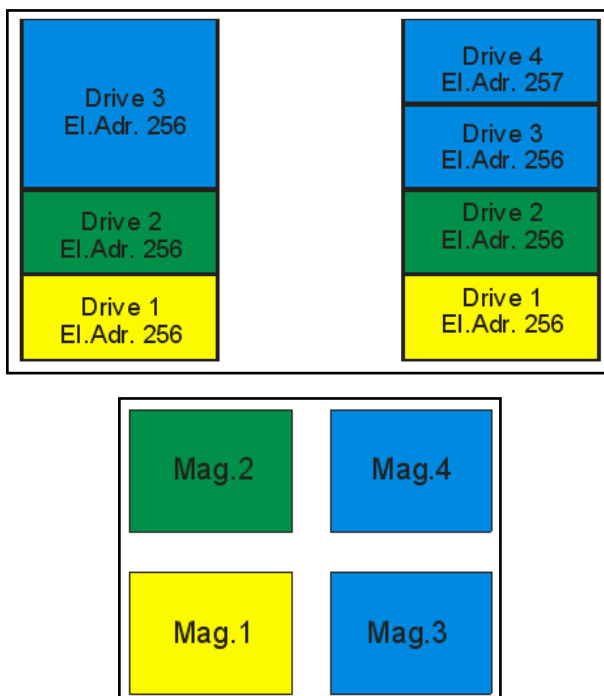 Drive 3
El.Adr. 256
Drive 2
El.Adr. 256
Drive 1
El.Adr. 256
Drive 4
El.Adr. 257
Drive 3
El.Adr. 256
Drive 2
El.Adr. 256
Drive 1
El.Adr. 256
Mag.2
Mag.4
Mag.1
Mag.3